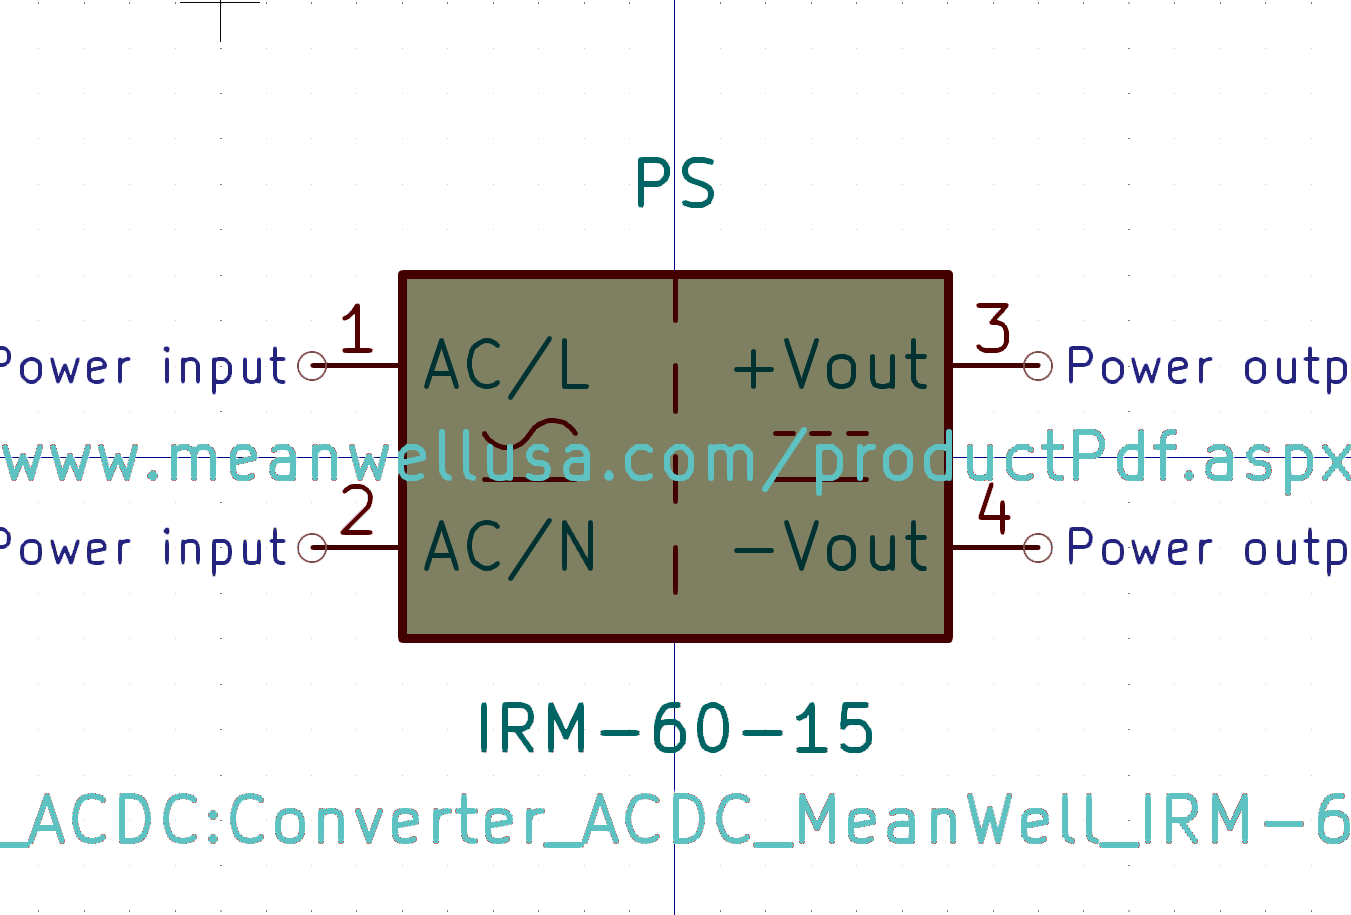 PS
1 3
Power input AC/L +Vout Power outp
www.meanwellusa.com/productPdf.aspx
2 4
Power input AC/N -Vout Power outp
IRM-60-15
_ACDC:Converter_ACDC_MeanWell_IRM-6